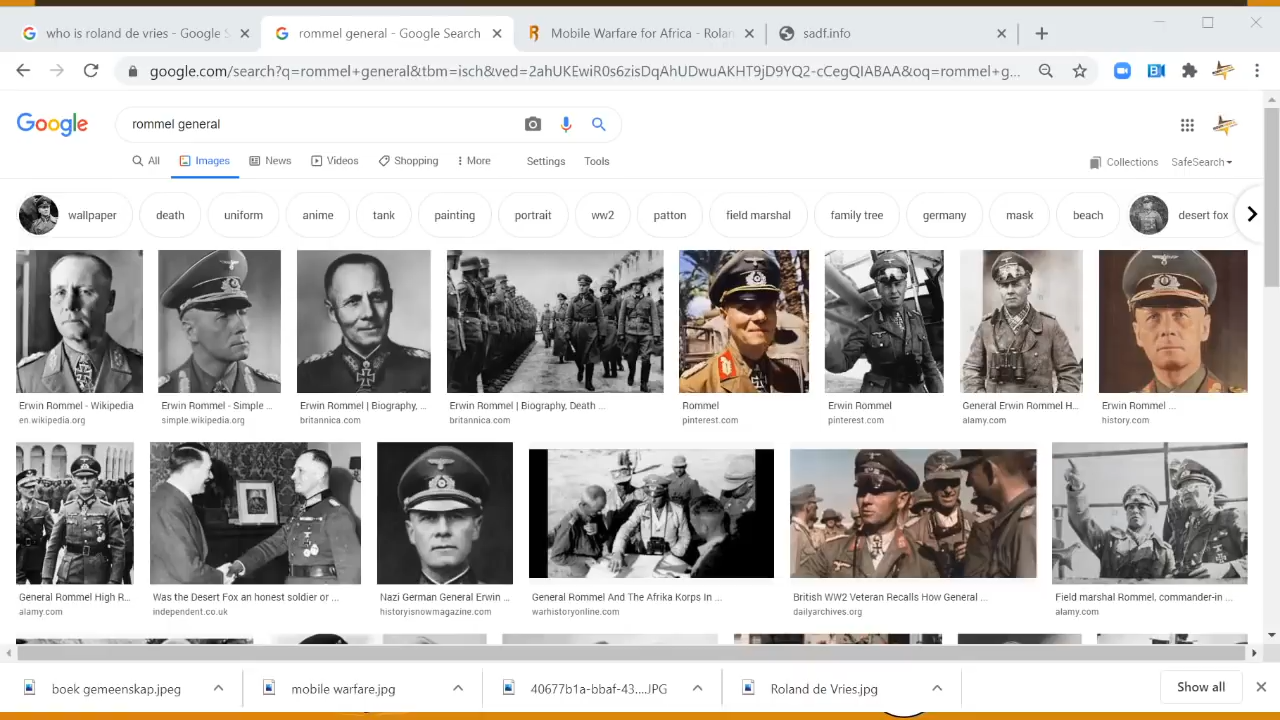 who is roland de vries - Google S
rommel general - Google Search
Mobile Warfare for Africa - Rolan
sadf.info
google.com/search?q=rommel+general&tbm=isch&ved=2ahUKEwiR0s6zisDqAhUDwuAKHT9jD9YQ2-cCegQIABAA&oq=rommel+g...
Google
rommel general
All
Images
News
Videos
Shopping
More
Settings
Tools
Collections
SafeSearch
wallpaper
death
uniform
anime
tank
painting
portrait
ww2
patton
field marshal
family tree
germany
mask
beach
desert fox
Erwin Rommel - Wikipedia
en.wikipedia.org
Erwin Rommel - Simple ...
simple.wikipedia.org
Erwin Rommel | Biography, ...
britannica.com
Erwin Rommel | Biography, Death ...
britannica.com
Rommel
pinterest.com
Erwin Rommel
pinterest.com
General Erwin Rommel H...
alamy.com
Erwin Rommel ...
history.com
General Rommel High R...
alamy.com
Was the Desert Fox an honest soldier or ...
independent.co.uk
Nazi German General Erwin ...
historyisnowmagazine.com
General Rommel And The Afrika Korps In ...
warhistoryonline.com
British WW2 Veteran Recalls How General ...
dailyarchives.org
Field marshal Rommel, commander-in ...
alamy.com
boek gemeenskap.jpeg
mobile warfare.jpg
40677b1a-bbaf-43....JPG
Roland de Vries.jpg
Show all